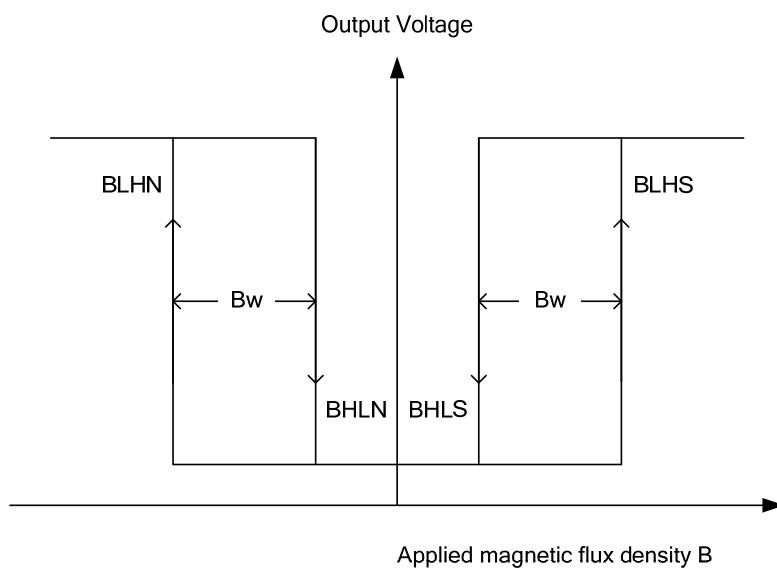 Output Voltage
BLHN
BLHS
Bw
Bw
BHLN
BHLS
Applied magnetic flux density B